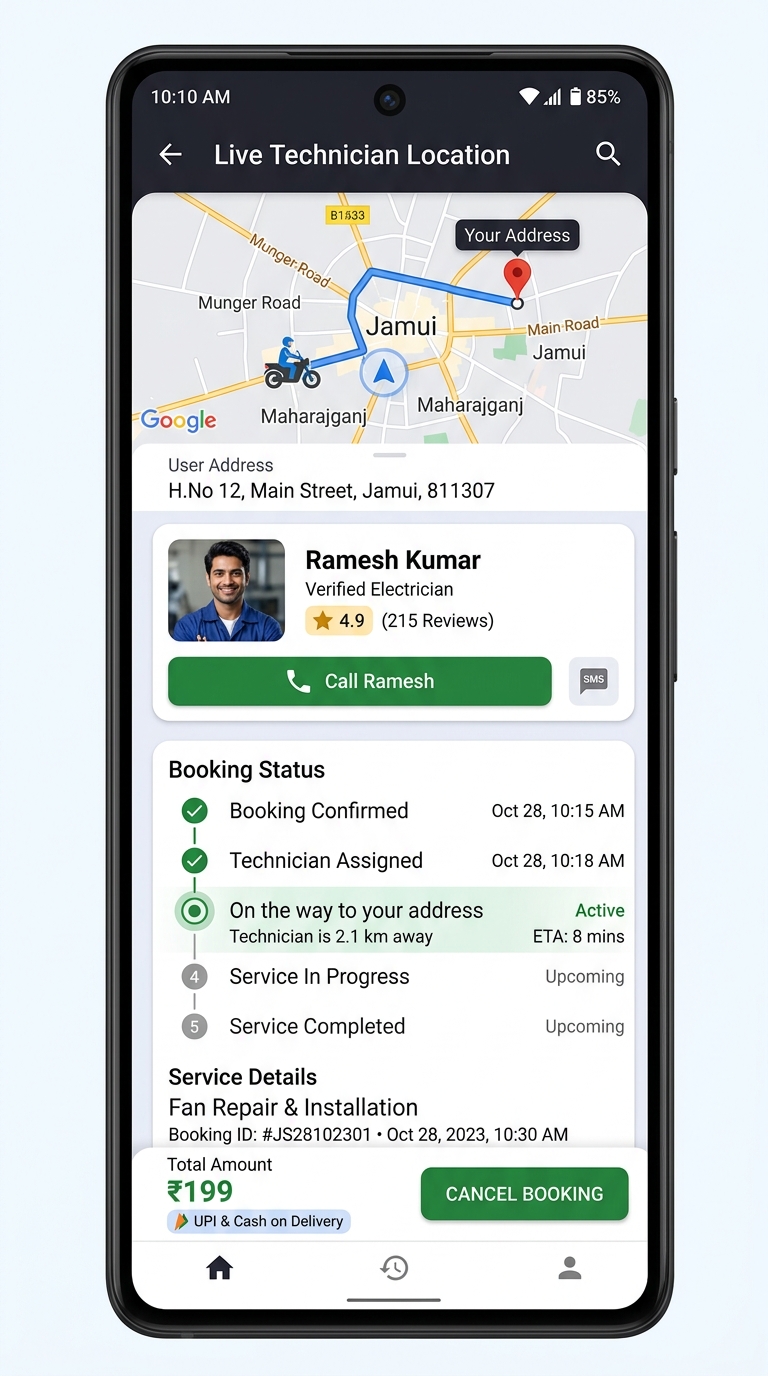 10:10 AM 85%
Live Technician Location
B1533
Your Address
Munger Road
Munger Road
Jamui
Main Road
Jamui
Maharajganj
Maharajganj
Google
User Address
H.No 12, Main Street, Jamui, 811307
Ramesh Kumar
Verified Electrician
4.9 (215 Reviews)
Call Ramesh
SMS
Booking Status
Booking Confirmed Oct 28, 10:15 AM
Technician Assigned Oct 28, 10:18 AM
On the way to your address Active
Technician is 2.1 km away ETA: 8 mins
4 Service In Progress Upcoming
5 Service Completed Upcoming
Service Details
Fan Repair & Installation
Booking ID: #JS28102301 • Oct 28, 2023, 10:30 AM
Total Amount
₹199
CANCEL BOOKING
UPI & Cash on Delivery